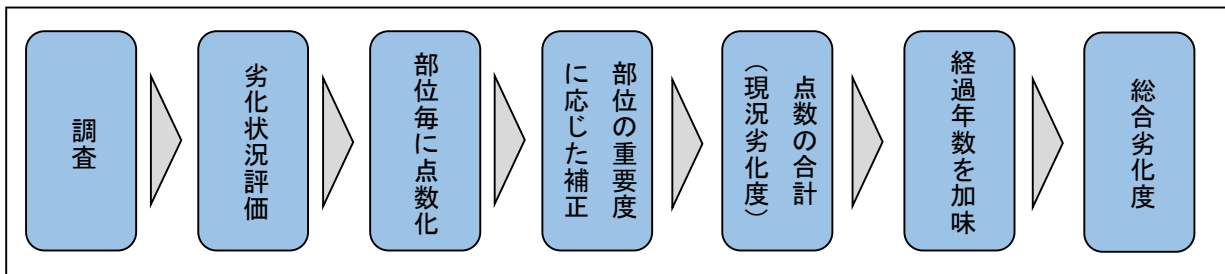 調査
劣化状況評価
部位毎に点数化
部位の重要度
に応じた補正
点数の合計
（現況劣化度）
経過年数を加味
総合劣化度